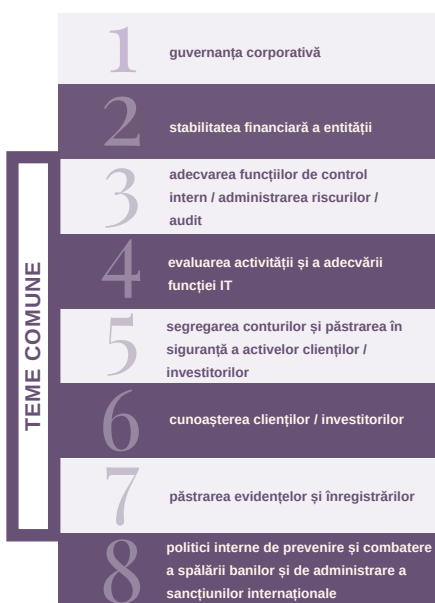 TEME COMUNE
1
guvernanța corporativă
2
stabilitatea financiară a entității
3
adecvarea funcțiilor de control
intern / administrarea riscurilor /
audit
4
evaluarea activității și a adecvării
funcției IT
5
segregarea conturilor și păstrarea în
siguranță a activelor clienților /
investitorilor
6
cunoașterea clienților / investitorilor
7
păstrarea evidențelor și înregistrărilor
8
politici interne de prevenire și combatere
a spălării banilor și de administrare a
sancțiunilor internaționale